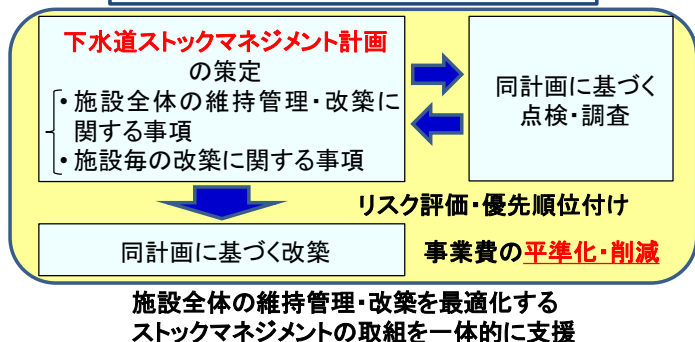 下水道ストックマネジメント計画
の策定
・施設全体の維持管理・改築に
関する事項
・施設毎の改築に関する事項
同計画に基づく
点検・調査
リスク評価・優先順位付け
同計画に基づく改築
事業費の平準化・削減
施設全体の維持管理・改築を最適化する
ストックマネジメントの取組を一体的に支援